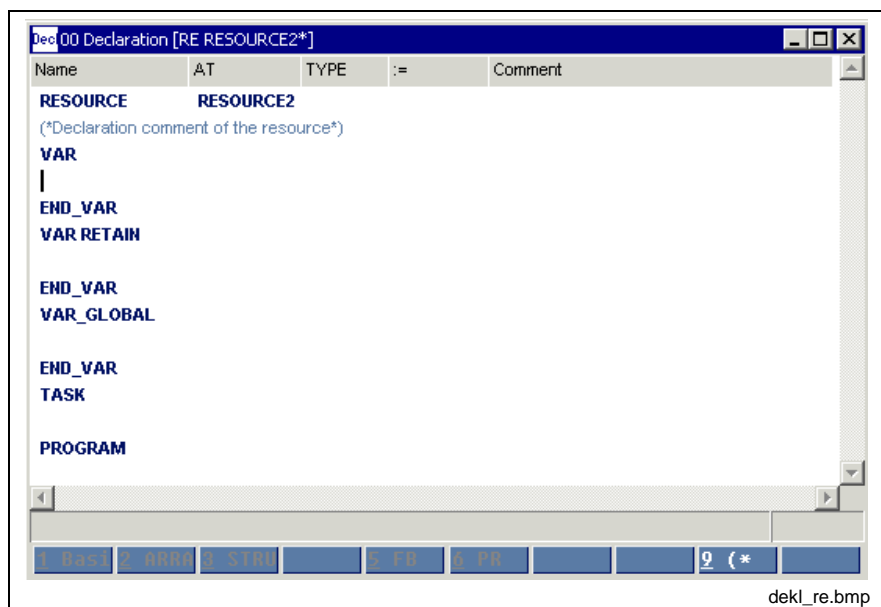 Dec 00 Declaration [RE RESOURCE2*]
Name AT TYPE := Comment
RESOURCE RESOURCE2
(*Declaration comment of the resource*)
VAR
END_VAR
VAR RETAIN
END_VAR
VAR_GLOBAL
END_VAR
TASK
PROGRAM
1 Basi 2 ARRA 3 STRU 5 FB 6 PR 9 (*
dekl_re.bmp